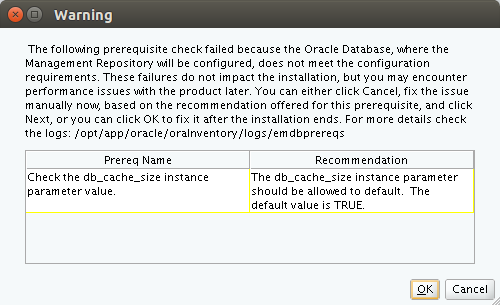 Warning
The following prerequisite check failed because the Oracle Database, where the
Management Repository will be configured, does not meet the configuration
requirements. These failures do not impact the installation, but you may encounter
performance issues with the product later. You can either click Cancel, fix the issue
manually now, based on the recommendation offered for this prerequisite, and click
Next, or you can click OK to fix it after the installation ends. For more details check
the logs: /opt/app/oracle/oraInventory/logs/emdbprereqs
Prereq Name
Recommendation
Check the db_cache_size instance
parameter value.
The db_cache_size instance parameter
should be allowed to default.  The
default value is TRUE.
OK
Cancel